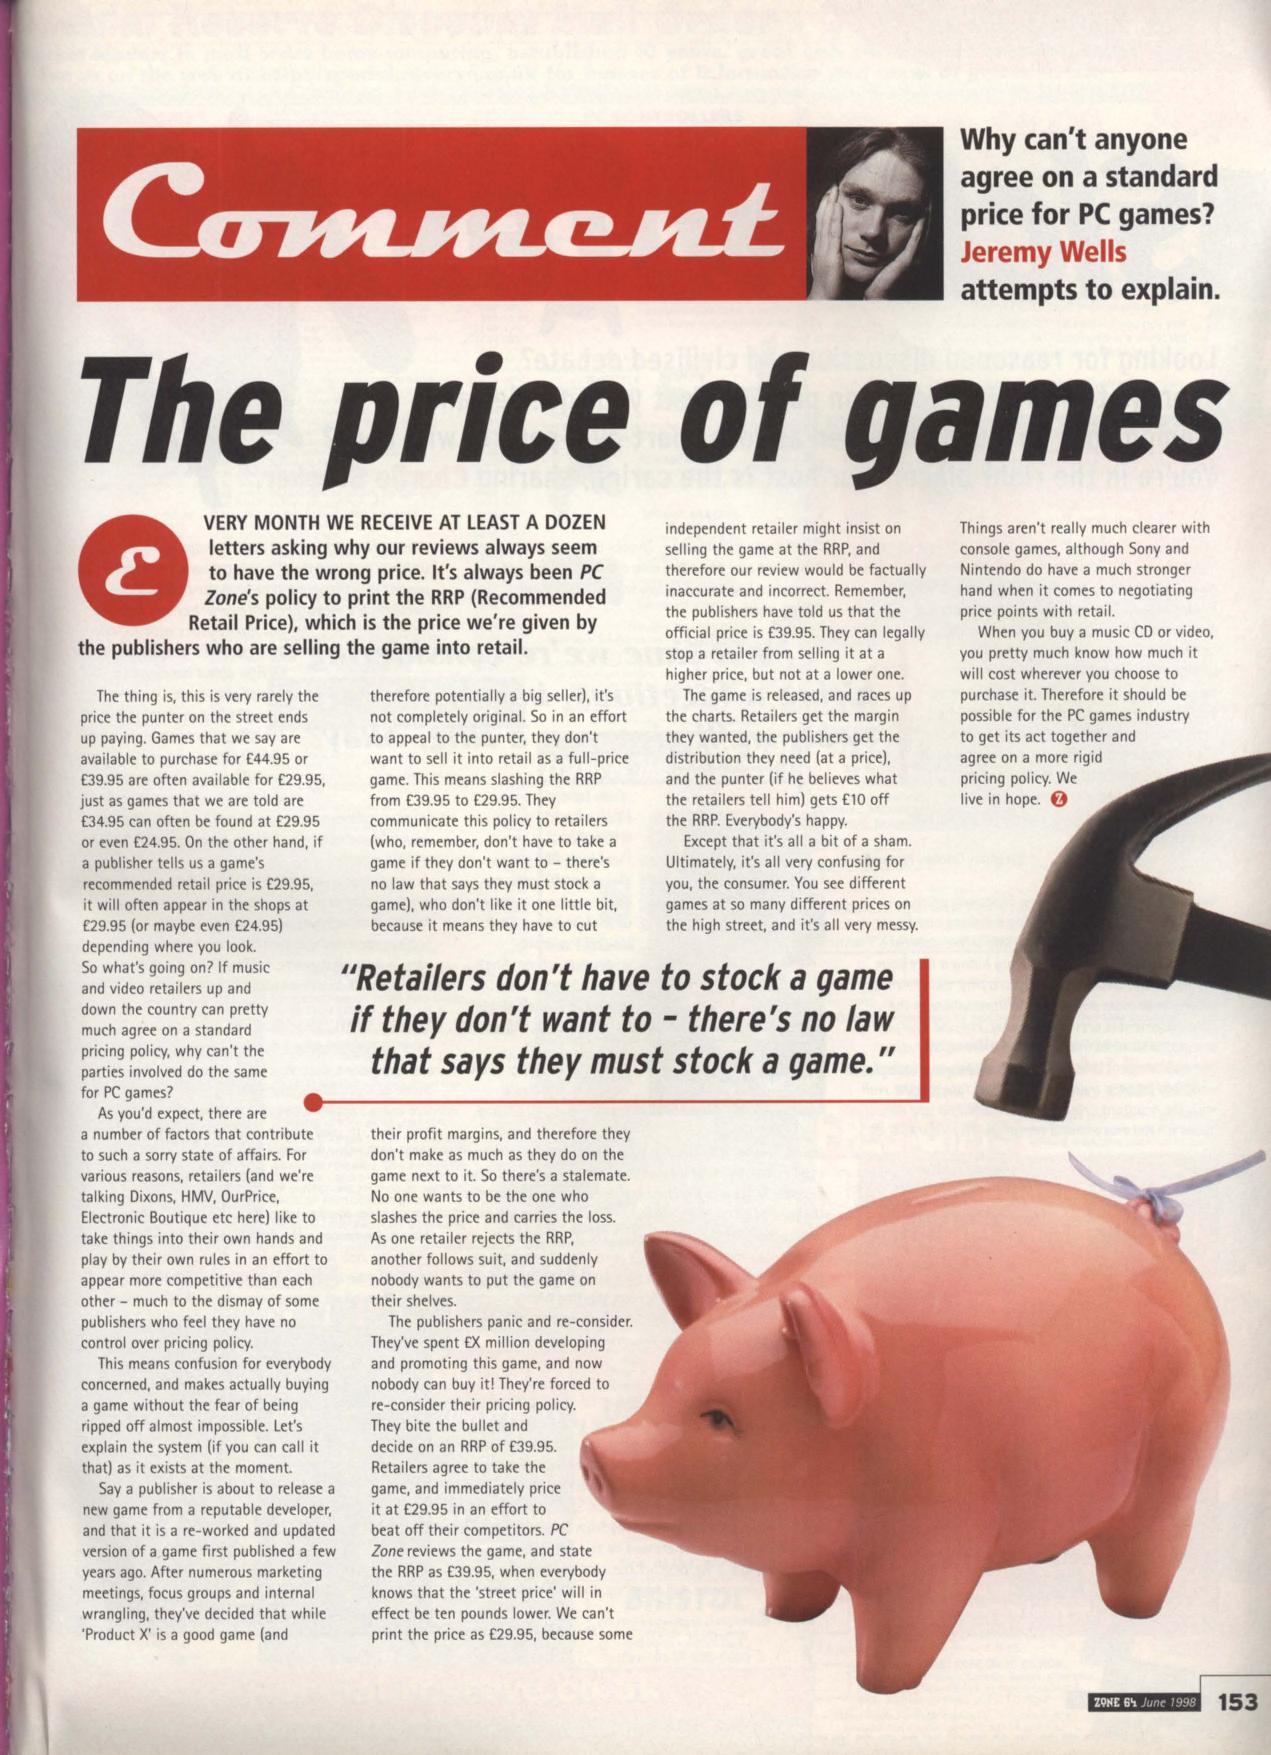 Comment
Why can't anyone
agree on a standard
price for PC games?
Jeremy Wells
attempts to explain.
The price of games
EVERY MONTH WE RECEIVE AT LEAST A DOZEN
letters asking why our reviews always seem
to have the wrong price. It's always been PC
Zone's policy to print the RRP (Recommended
Retail Price), which is the price we're given by
the publishers who are selling the game into retail.
The thing is, this is very rarely the
price the punter on the street ends
up paying. Games that we say are
available to purchase for £44.95 or
£39.95 are often available for £29.95,
just as games that we are told are
£34.95 can often be found at £29.95
or even £24.95. On the other hand, if
a publisher tells us a game's
recommended retail price is £29.95,
it will often appear in the shops at
£29.95 (or maybe even £24.95)
depending where you look.
So what's going on? If music
and video retailers up and
down the country can pretty
much agree on a standard
pricing policy, why can't the
parties involved do the same
for PC games?
As you'd expect, there are
a number of factors that contribute
to such a sorry state of affairs. For
various reasons, retailers (and we're
talking Dixons, HMV, OurPrice,
Electronic Boutique etc here) like to
take things into their own hands and
play by their own rules in an effort to
appear more competitive than each
other – much to the dismay of some
publishers who feel they have no
control over pricing policy.
This means confusion for everybody
concerned, and makes actually buying
a game without the fear of being
ripped off almost impossible. Let's
explain the system (if you can call it
that) as it exists at the moment.
Say a publisher is about to release a
new game from a reputable developer,
and that it is a re-worked and updated
version of a game first published a few
years ago. After numerous marketing
meetings, focus groups and internal
wrangling, they've decided that while
'Product X' is a good game (and
therefore potentially a big seller), it's
not completely original. So in an effort
to appeal to the punter, they don't
want to sell it into retail as a full-price
game. This means slashing the RRP
from £39.95 to £29.95. They
communicate this policy to retailers
(who, remember, don't have to take a
game if they don't want to – there's
no law that says they must stock a
game), who don't like it one little bit,
because it means they have to cut
"Retailers don't have to stock a game
if they don't want to – there's no law
that says they must stock a game."
their profit margins, and therefore they
don't make as much as they do on the
game next to it. So there's a stalemate.
No one wants to be the one who
slashes the price and carries the loss.
As one retailer rejects the RRP,
another follows suit, and suddenly
nobody wants to put the game on
their shelves.
The publishers panic and re-consider.
They've spent £X million developing
and promoting this game, and now
nobody can buy it! They're forced to
re-consider their pricing policy.
They bite the bullet and
decide on an RRP of £39.95.
Retailers agree to take the
game, and immediately price
it at £29.95 in an effort to
beat off their competitors. PC
Zone reviews the game, and state
the RRP as £39.95, when everybody
knows that the 'street price' will in
effect be ten pounds lower. We can't
print the price as £29.95, because some
independent retailer might insist on
selling the game at the RRP, and
therefore our review would be factually
inaccurate and incorrect. Remember,
the publishers have told us that the
official price is £39.95. They can legally
stop a retailer from selling it at a
higher price, but not at a lower one.
The game is released, and races up
the charts. Retailers get the margin
they wanted, the publishers get the
distribution they need (at a price),
and the punter (if he believes what
the retailers tell him) gets £10 off
the RRP. Everybody's happy.
Except that it's all a bit of a sham.
Ultimately, it's all very confusing for
you, the consumer. You see different
games at so many different prices on
the high street, and it's all very messy.
Things aren't really much clearer with
console games, although Sony and
Nintendo do have a much stronger
hand when it comes to negotiating
price points with retail.
When you buy a music CD or video,
you pretty much know how much it
will cost wherever you choose to
purchase it. Therefore it should be
possible for the PC games industry
to get its act together and
agree on a more rigid
pricing policy. We
live in hope. Z
ZONE 64 June 1998 153